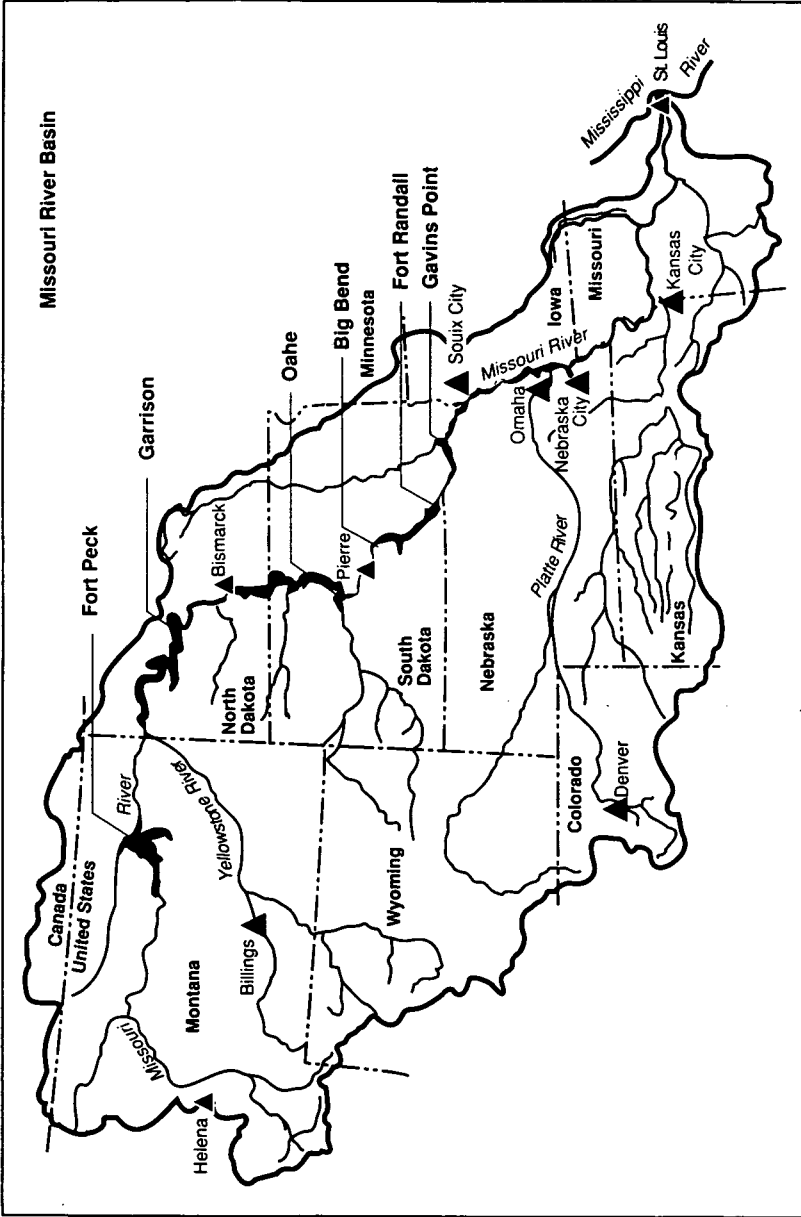 Missouri River Basin
Fort Peck
Garrison
Oahe
Big Bend
Minnesota
Fort Randall
Gavins Point
Canada
United States
River
Missouri
Helena
Montana
Yellowstone River
Billings
North
Dakota
Bismarck
Pierre
South
Dakota
Wyoming
Nebraska
Souix City
Missouri River
Iowa
Missouri
Omaha
Nebraska
City
Platte River
Colorado
Denver
Kansas
Kansas
City
Mississippi
River
St. Louis